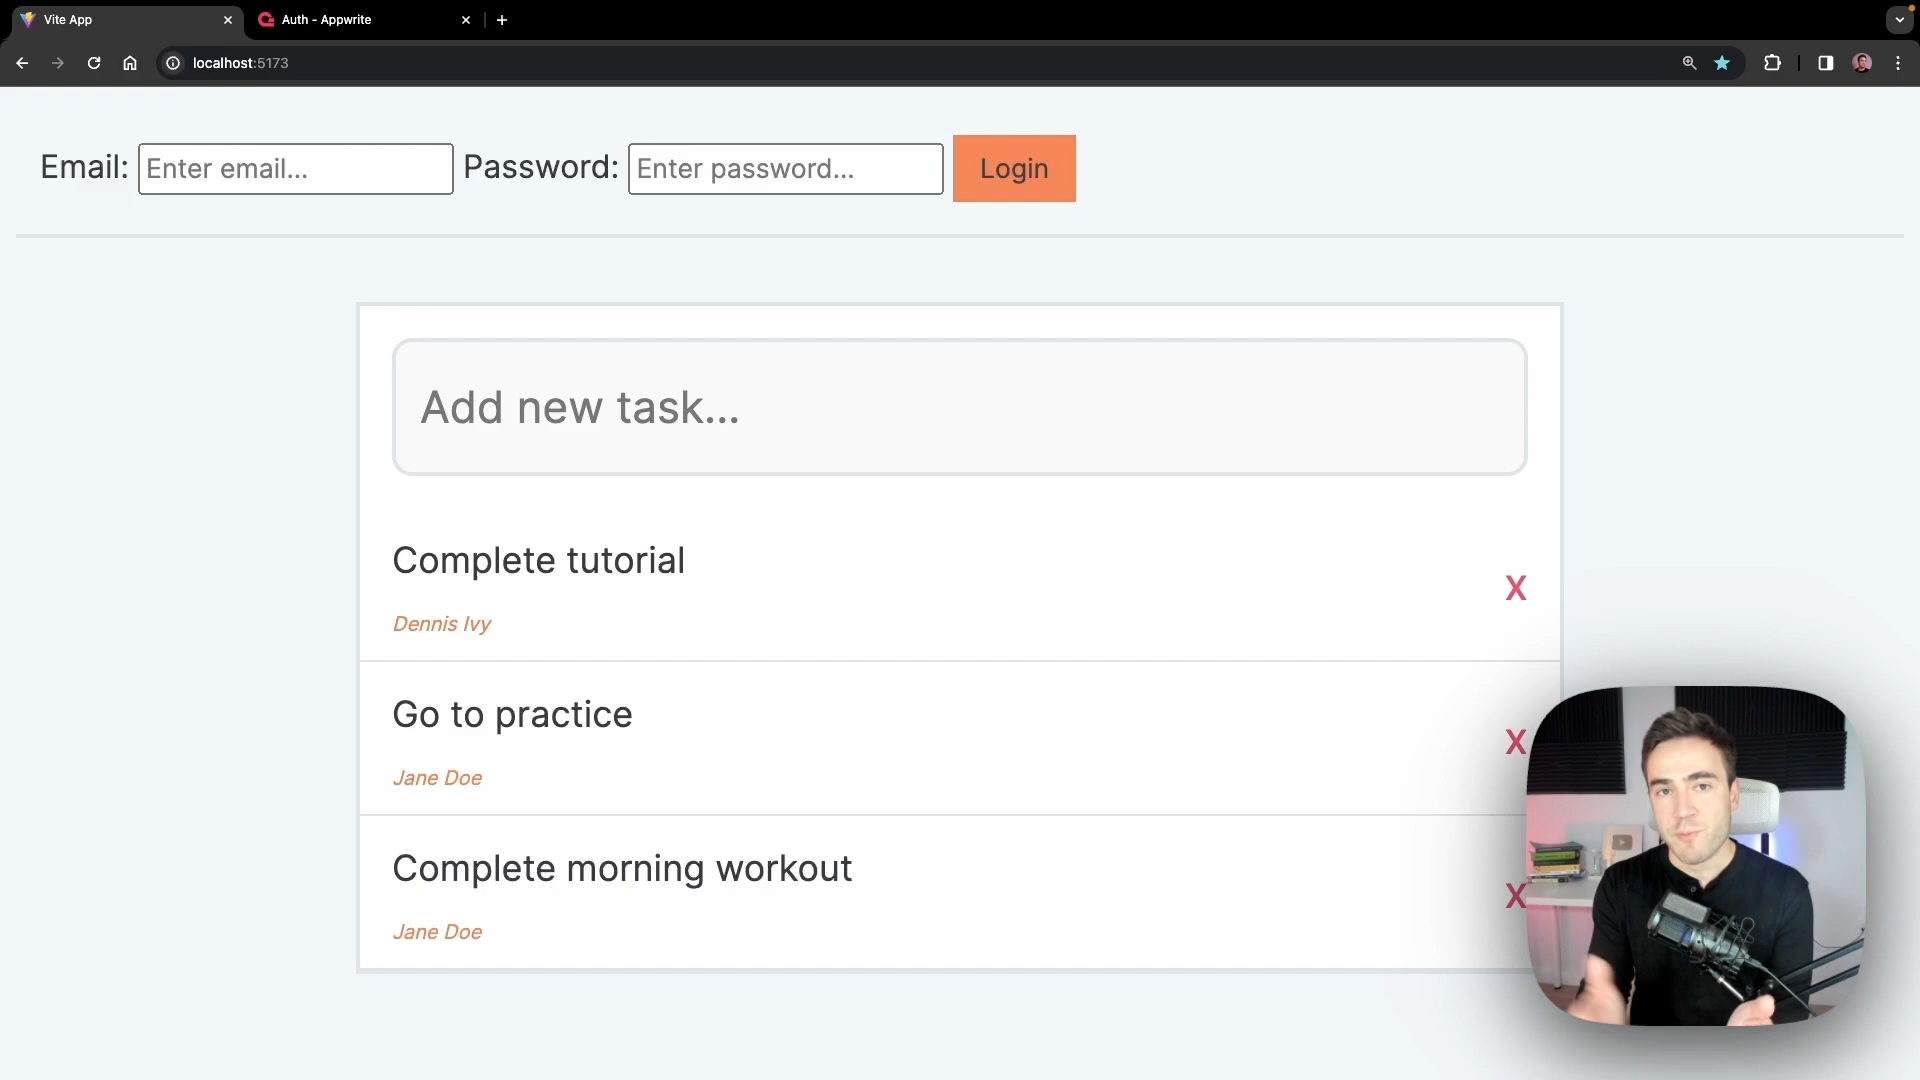 Vite App
Auth - Appwrite
localhost:5173
Email: Enter email... Password: Enter password... Login
Add new task...
Complete tutorial
X
Dennis Ivy
Go to practice
X
Jane Doe
Complete morning workout
X
Jane Doe